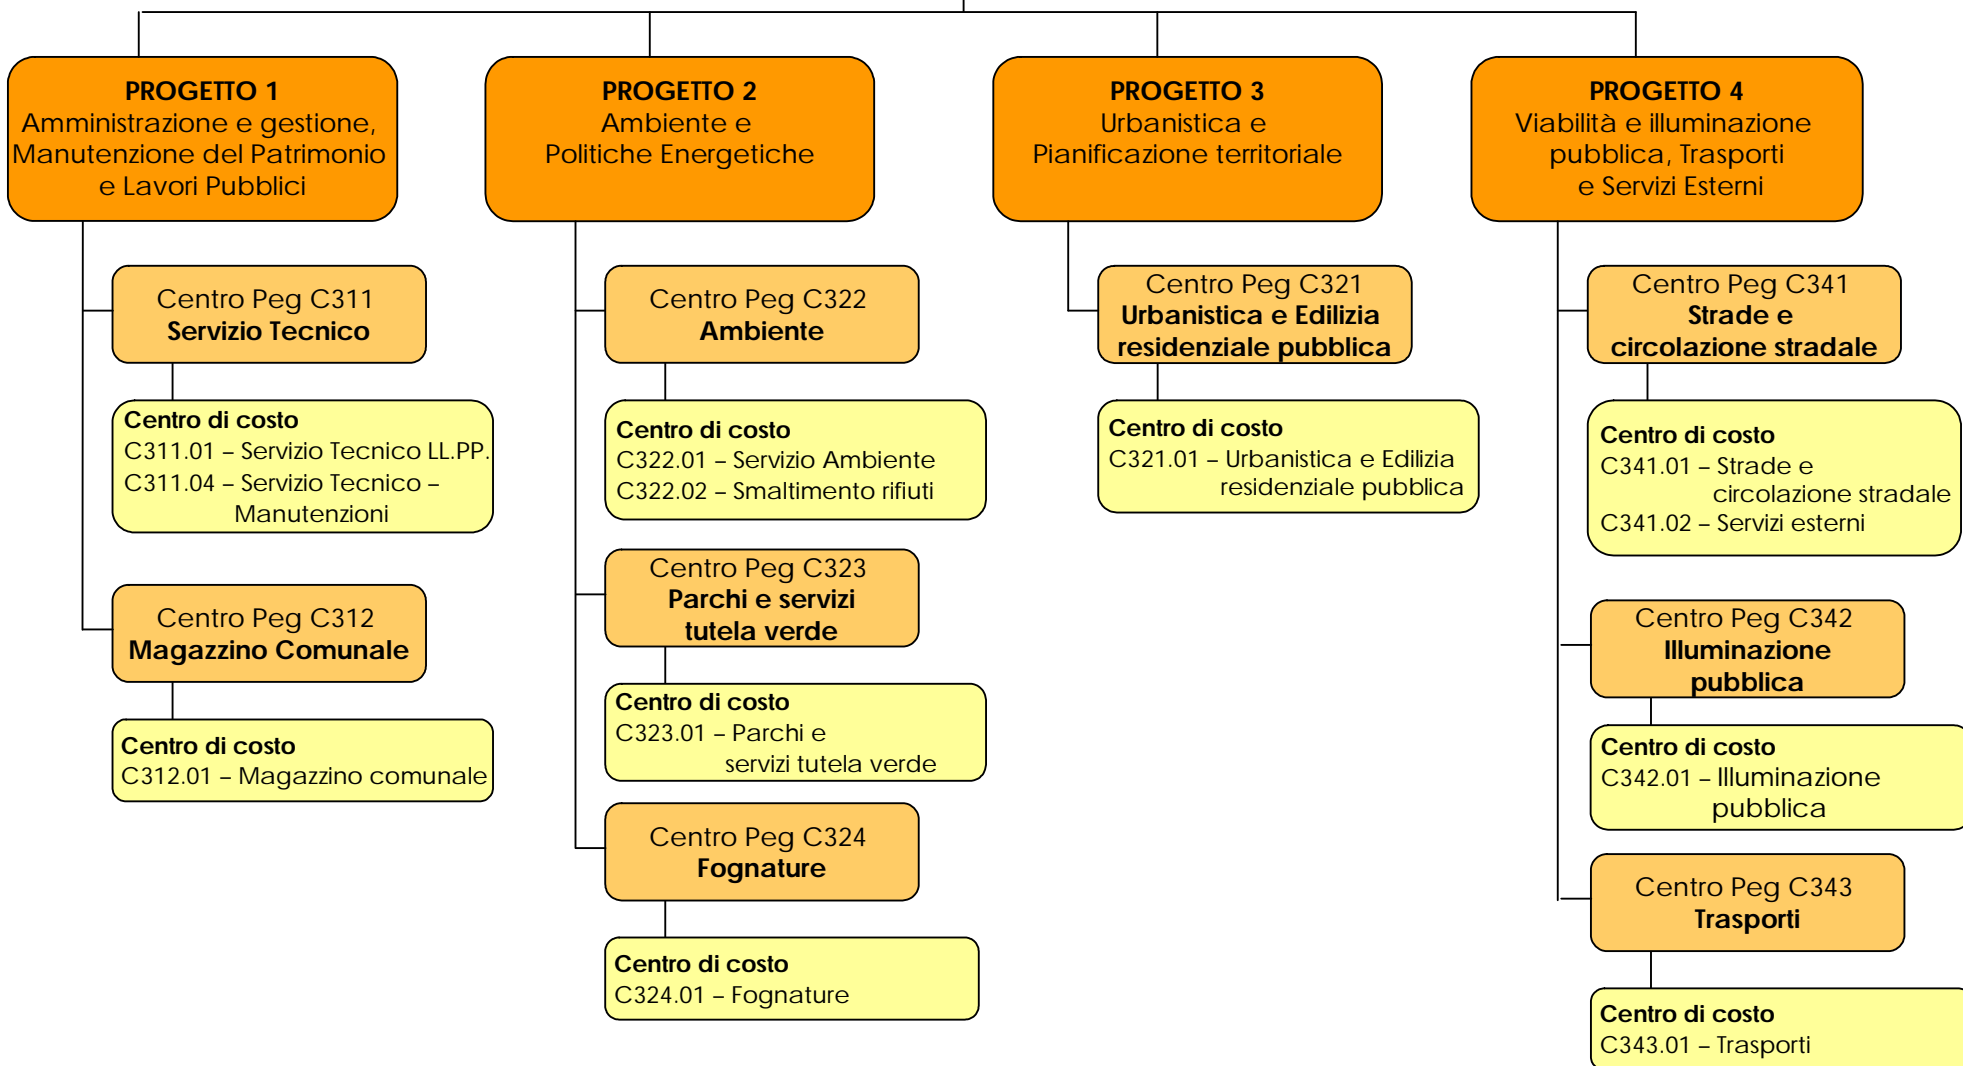 PROGETTO 1
Amministrazione e gestione,
Manutenzione del Patrimonio
e Lavori Pubblici
Centro Peg C311
Servizio Tecnico
Centro di costo
C311.01 – Servizio Tecnico LL.PP.
C311.04 – Servizio Tecnico –
Manutenzioni
Centro Peg C312
Magazzino Comunale
Centro di costo
C312.01 – Magazzino comunale
PROGETTO 2
Ambiente e
Politiche Energetiche
Centro Peg C322
Ambiente
Centro di costo
C322.01 – Servizio Ambiente
C322.02 – Smaltimento rifiuti
Centro Peg C323
Parchi e servizi
tutela verde
Centro di costo
C323.01 – Parchi e
servizi tutela verde
Centro Peg C324
Fognature
Centro di costo
C324.01 – Fognature
PROGETTO 3
Urbanistica e
Pianificazione territoriale
Centro Peg C321
Urbanistica e Edilizia
residenziale pubblica
Centro di costo
C321.01 – Urbanistica e Edilizia
residenziale pubblica
PROGETTO 4
Viabilità e illuminazione
pubblica, Trasporti
e Servizi Esterni
Centro Peg C341
Strade e
circolazione stradale
Centro di costo
C341.01 – Strade e
circolazione stradale
C341.02 – Servizi esterni
Centro Peg C342
Illuminazione
pubblica
Centro di costo
C342.01 – Illuminazione
pubblica
Centro Peg C343
Trasporti
Centro di costo
C343.01 – Trasporti